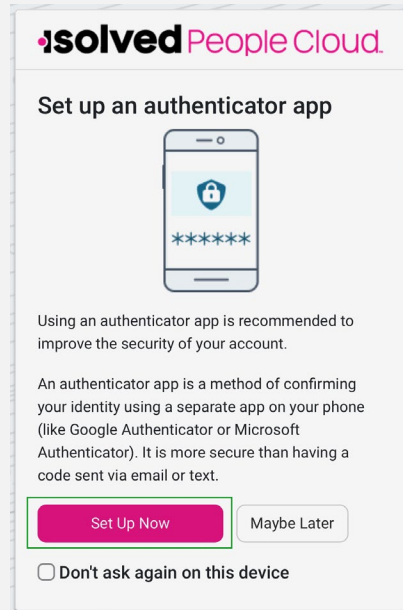 isolved People Cloud.
Set up an authenticator app
******
Using an authenticator app is recommended to
improve the security of your account.
An authenticator app is a method of confirming
your identity using a separate app on your phone
(like Google Authenticator or Microsoft
Authenticator). It is more secure than having a
code sent via email or text.
Set Up Now Maybe Later
Don't ask again on this device